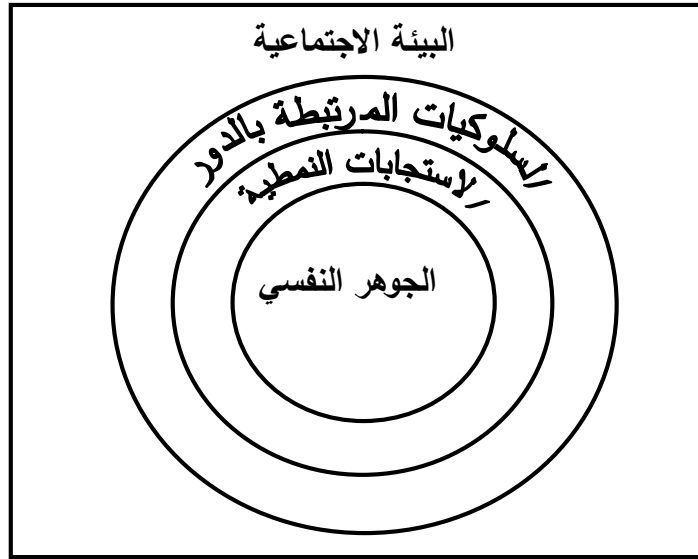 البيئة الاجتماعية
السلوكيات المرتبطة بالدور
الاستجابات النمطية
الجوهر النفسي